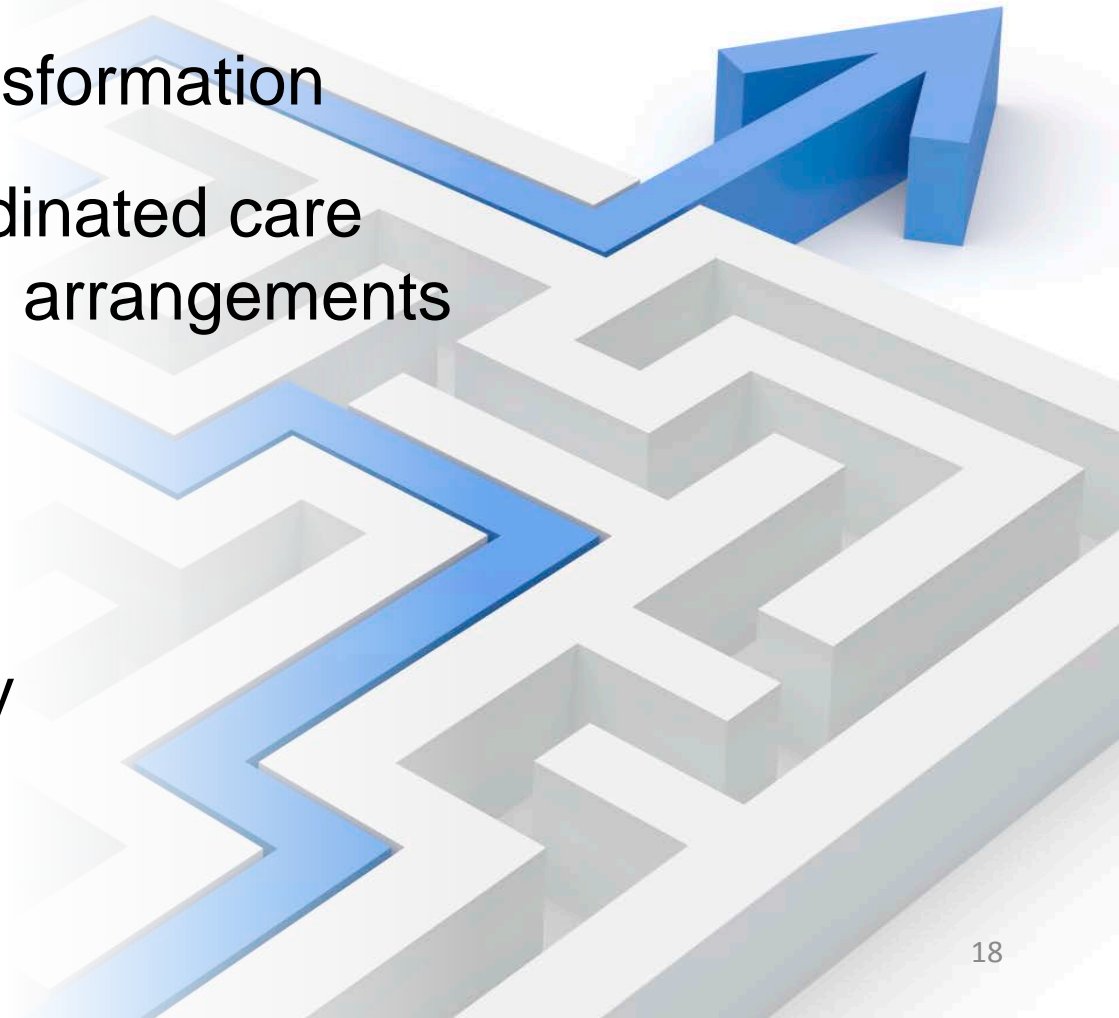 sformation
dinated care
arrangements
y
18